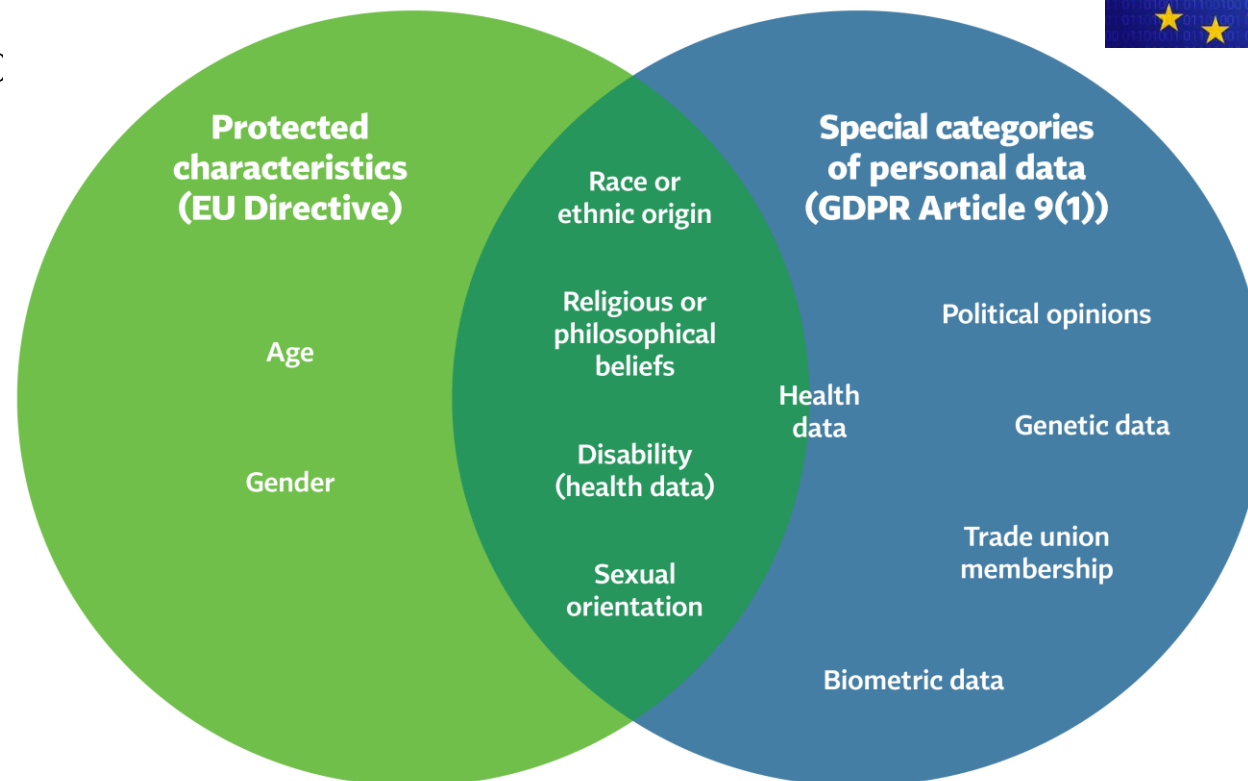 Protected
characteristics
(EU Directive)
Age
Gender
Race or
ethnic origin
Religious or
philosophical
beliefs
Disability
(health data)
Sexual
orientation
Health
data
Special categories
of personal data
(GDPR Article 9(1))
Political opinions
Genetic data
Trade union
membership
Biometric data